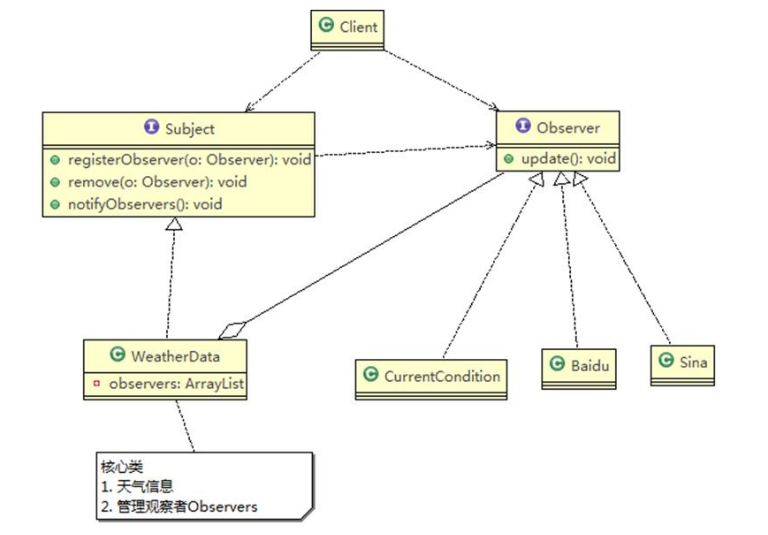 Client
Subject
registerObserver(o: Observer): void
remove(o: Observer): void
notifyObservers(): void
Observer
update(): void
WeatherData
observers: ArrayList
CurrentCondition
Baidu
Sina
核心类
1. 天气信息
2. 管理观察者Observers